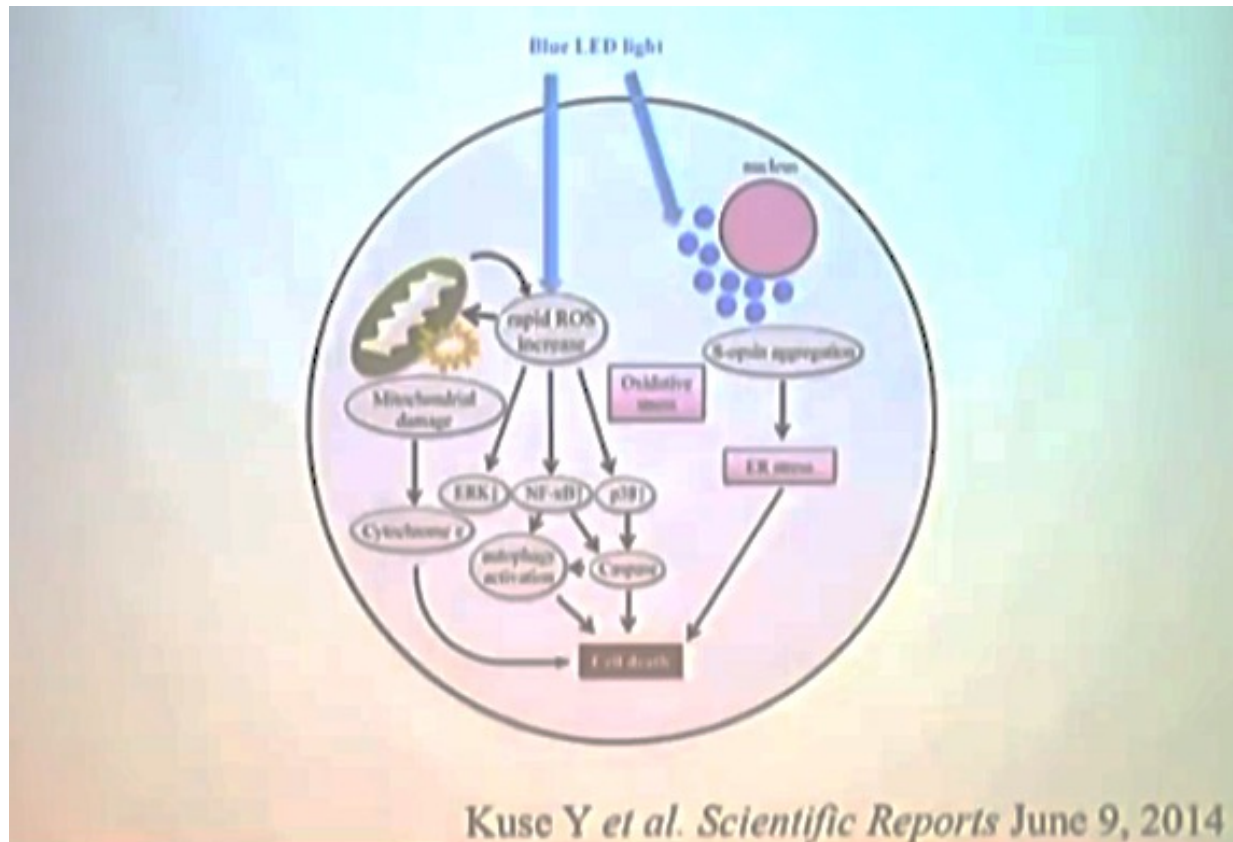 Blue LED light
nucleus
rapid ROS
increase
S-opsin aggregation
Oxidative
stress
Mitochondrial
damage
ER stress
ERK↓
NF-κB↑
p38↑
Cytochrome c
autophagy
activation
Caspase
Cell death
Kuse Y et al. Scientific Reports June 9, 2014